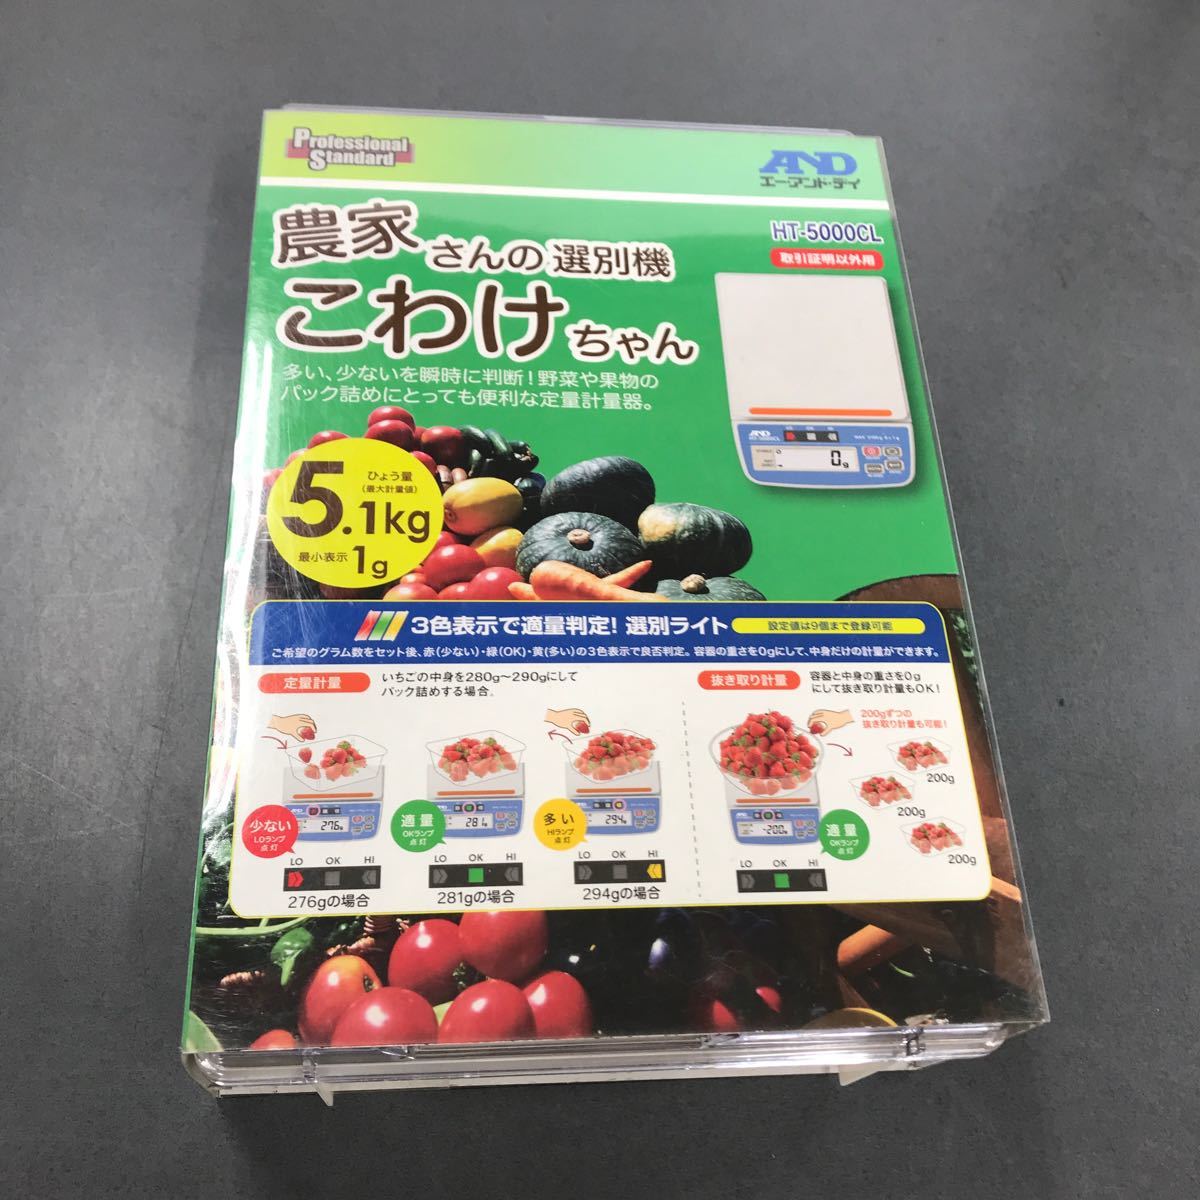 Professional
Standard
AND
エー・アンド・デイ
HT-5000CL
取引証明以外用
農家さんの選別機
こわけちゃん
多い、少ないを瞬時に判断！野菜や果物の
パック詰めにとっても便利な定量計量器。
ひょう量
(最大計量値)
5.1kg
最小表示 1g
AND
HT-5000CL
0g
3色表示で適量判定！ 選別ライト
設定値は9個まで登録可能
ご希望のグラム数をセット後、赤(少ない)・緑(OK)・黄(多い)の3色表示で良否判定。容器の重さを0gにして、中身だけの計量ができます。
定量計量
いちごの中身を280g〜290gにして
パック詰めする場合。
抜き取り計量
容器と中身の重さを0g
にして抜き取り計量もOK！
200gずつの
抜き取り計量も可能！
200g
200g
200g
少ない
LOランプ
点灯
276g
適量
OKランプ
点灯
281g
多い
HIランプ
点灯
294g
-200g
適量
OKランプ
点灯
LO OK HI
276gの場合
LO OK HI
281gの場合
LO OK HI
294gの場合
LO OK HI